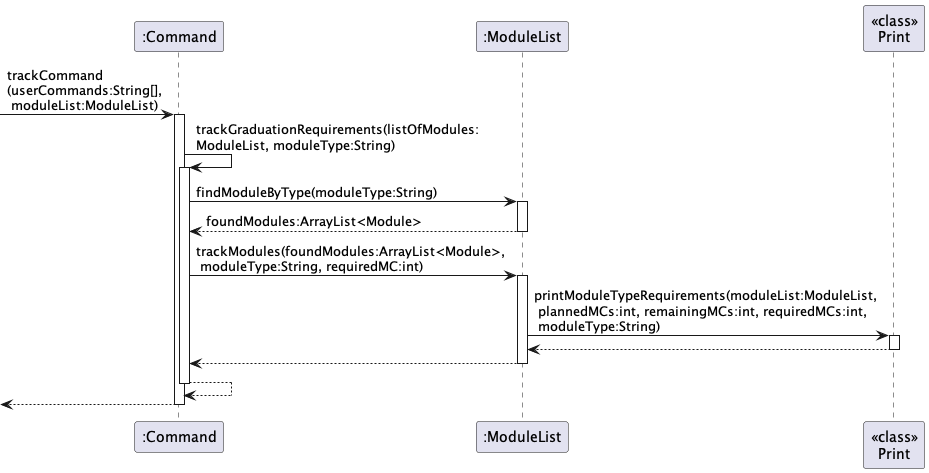 :Command
:ModuleList
«class»
Print
trackCommand
(userCommands:String[],
moduleList:ModuleList)
trackGraduationRequirements(listOfModules:
ModuleList, moduleType:String)
findModuleByType(moduleType:String)
foundModules:ArrayList<Module>
trackModules(foundModules:ArrayList<Module>,
moduleType:String, requiredMC:int)
printModuleTypeRequirements(moduleList:ModuleList,
plannedMCs:int, remainingMCs:int, requiredMCs:int,
moduleType:String)
:Command
:ModuleList
«class»
Print